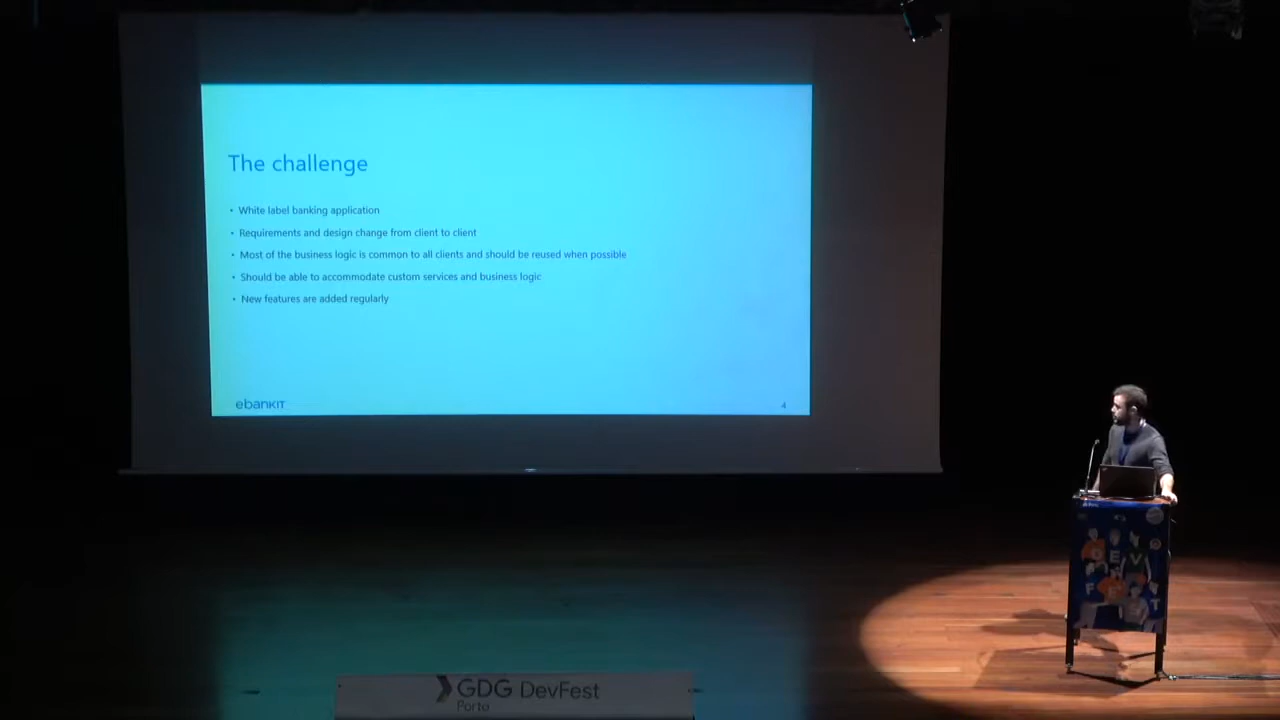 The challenge
• White label banking application
• Requirements and design change from client to client
• Most of the business logic is common to all clients and should be reused when possible
• Should be able to accommodate custom services and business logic
• New features are added regularly
ebankIT
4
DEV
FEST
GDG DevFest
Porto